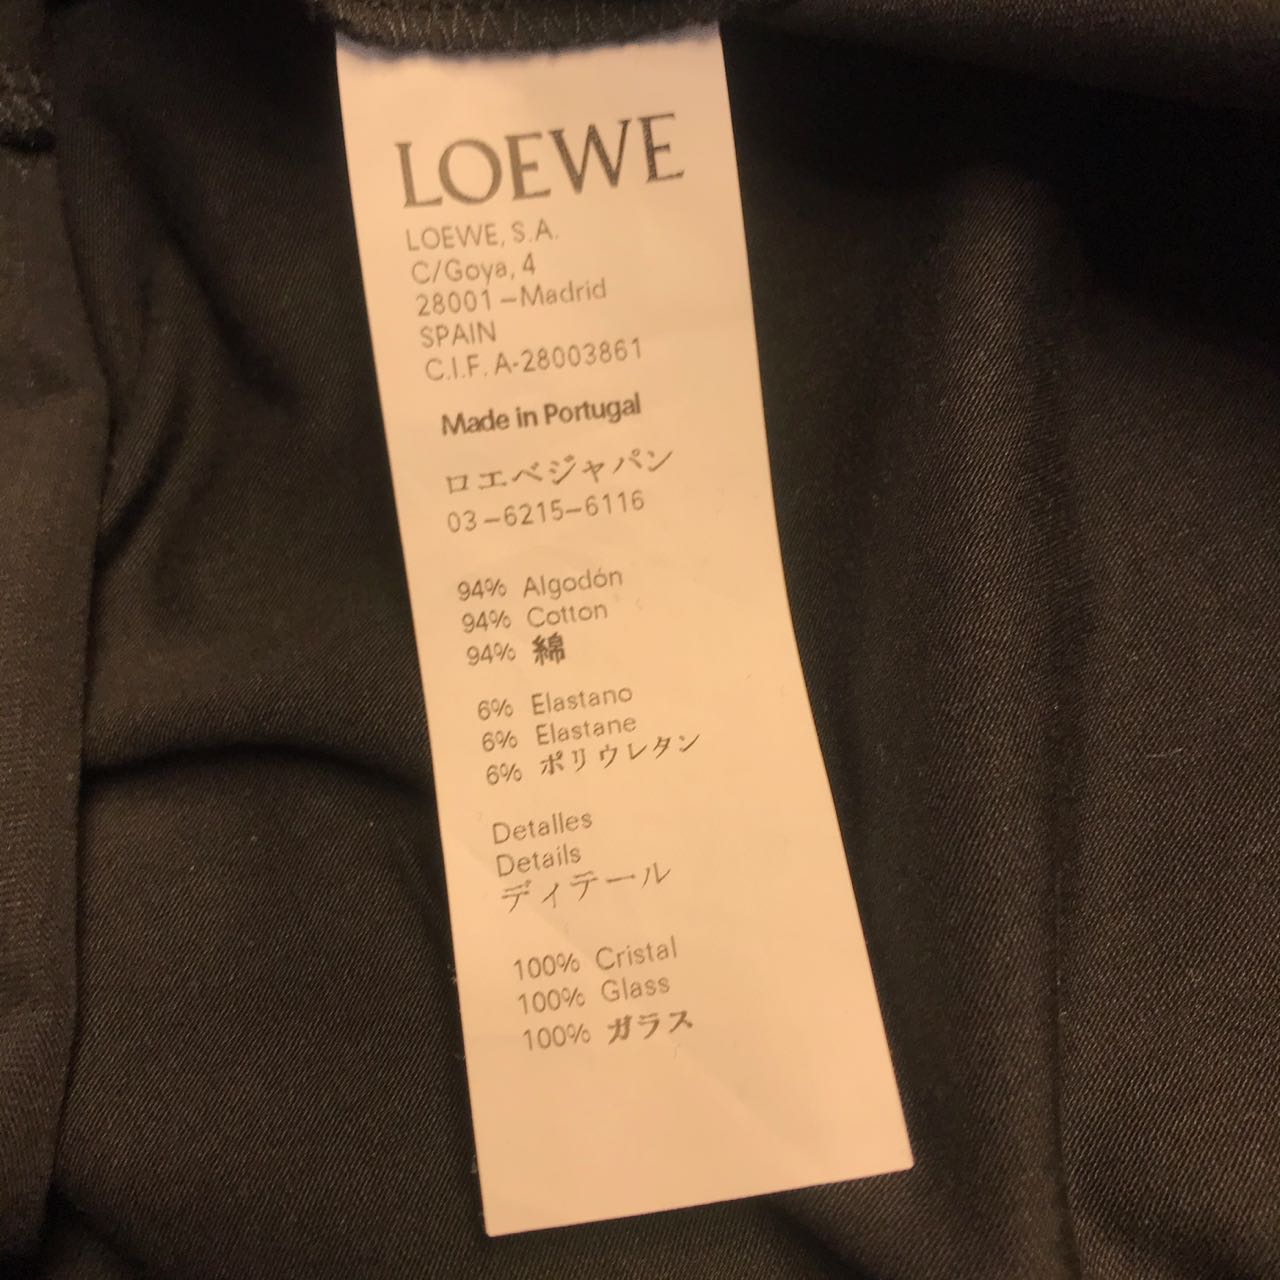 LOEWE
LOEWE, S.A.
C/Goya, 4
28001 – Madrid
SPAIN
C.I.F. A-28003861
Made in Portugal
ロエベジャパン
03-6215-6116
94% Algodón
94% Cotton
94% 綿
6% Elastano
6% Elastane
6% ポリウレタン
Detalles
Details
ディテール
100% Cristal
100% Glass
100% ガラス